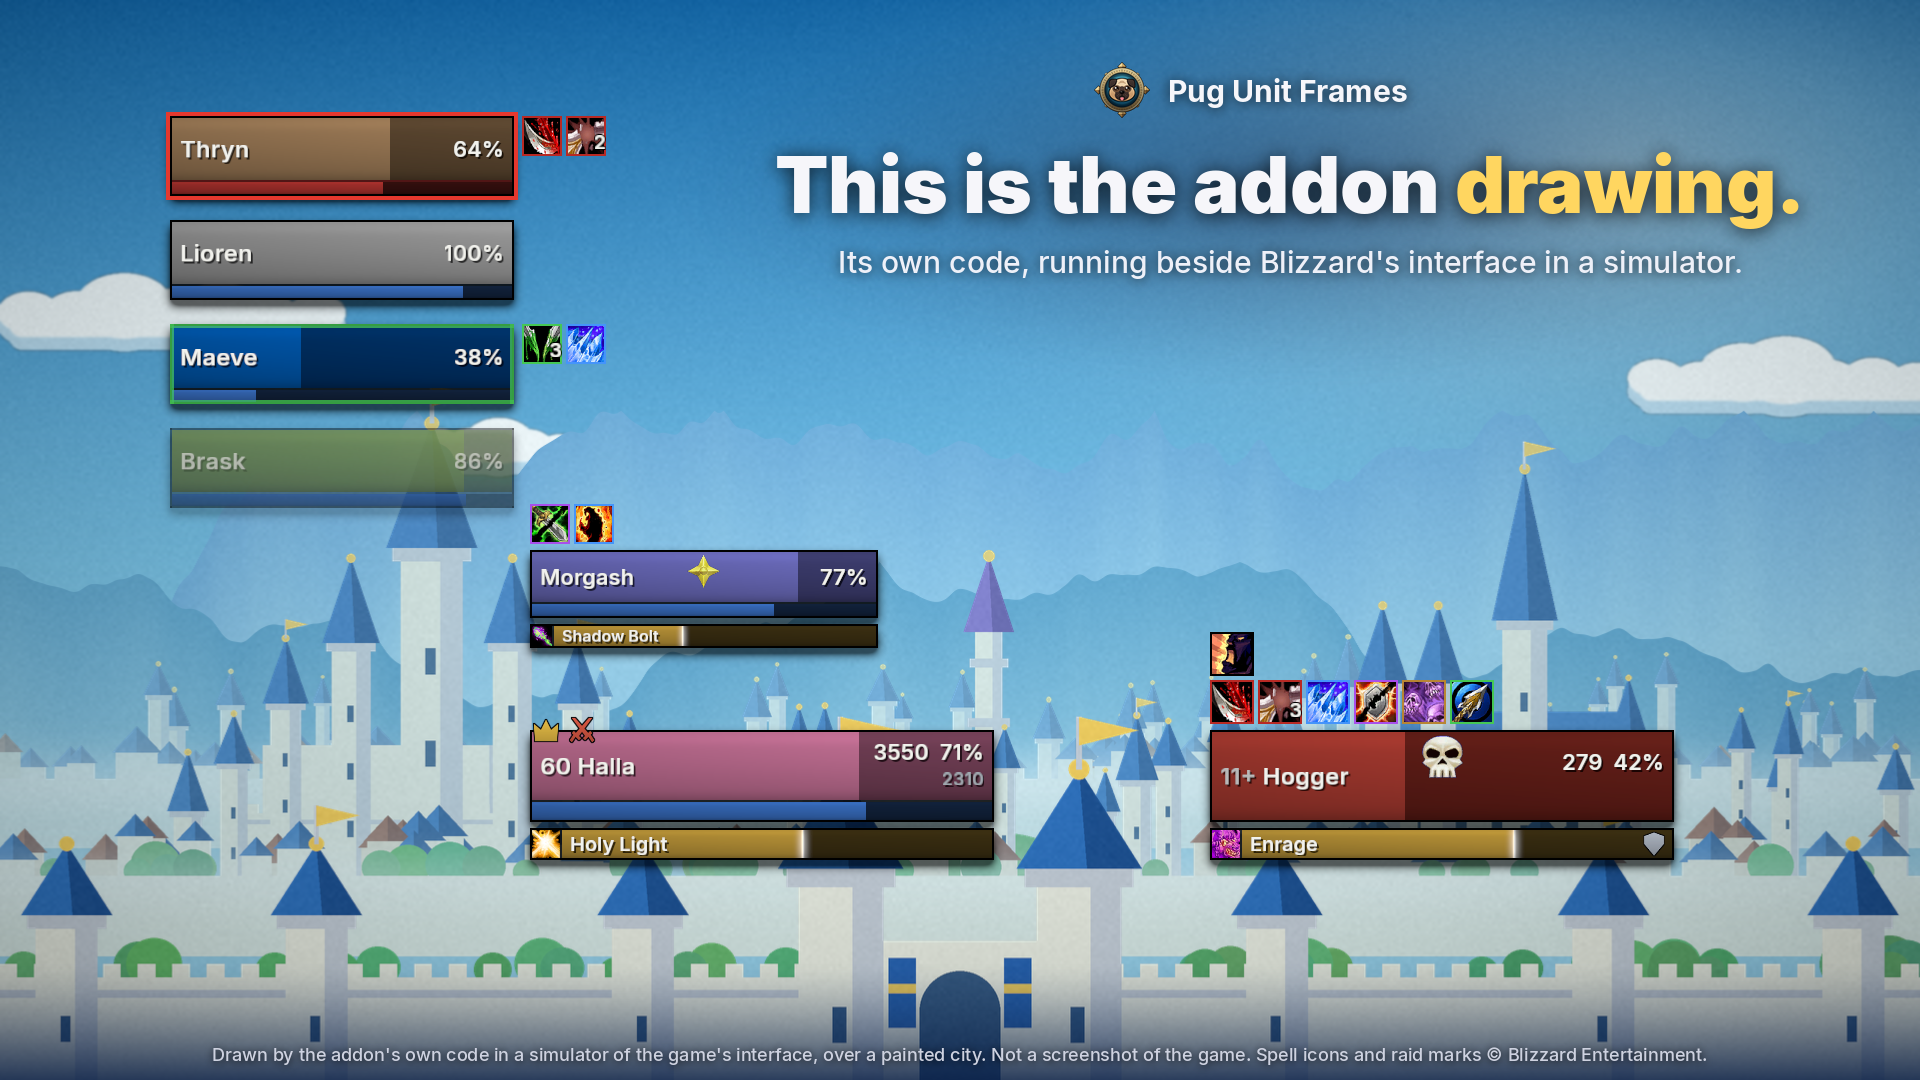 Pug Unit Frames
This is the addon drawing.
Its own code, running beside Blizzard's interface in a simulator.
Thryn 64%
2
Lioren 100%
Maeve 38%
3
Brask 86%
Morgash 77%
Shadow Bolt
60 Halla 3550 71%
2310
Holy Light
3
11+ Hogger 279 42%
Enrage
Drawn by the addon's own code in a simulator of the game's interface, over a painted city. Not a screenshot of the game. Spell icons and raid marks © Blizzard Entertainment.